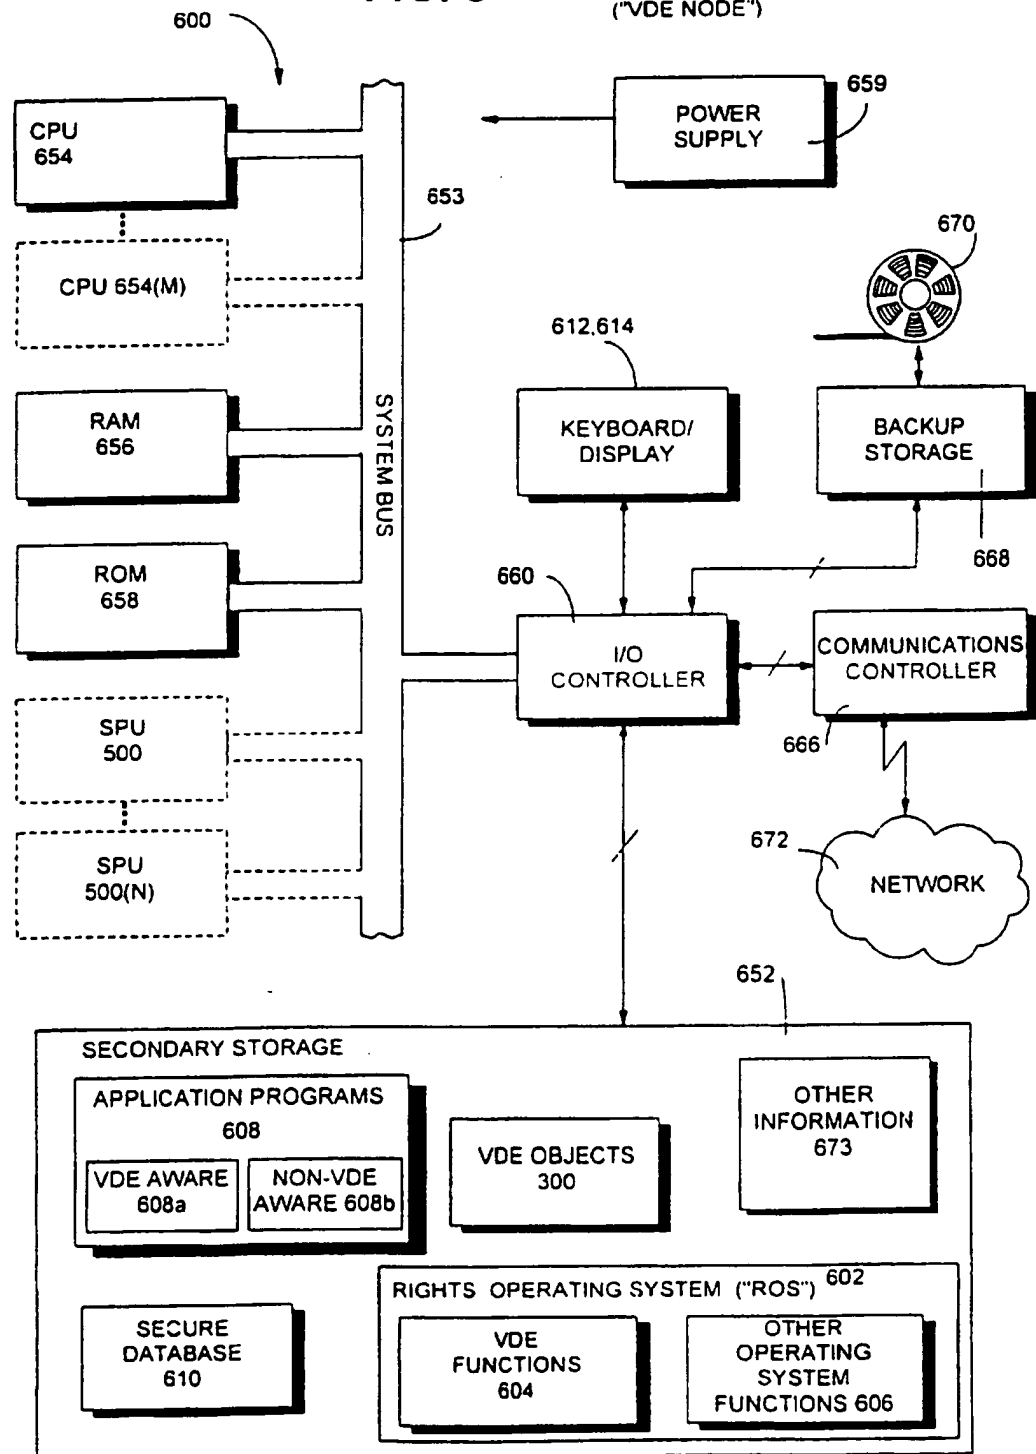 ("VDE NODE")
600
CPU
654
CPU 654(M)
RAM
656
ROM
658
SPU
500
SPU
500(N)
SYSTEM BUS
653
POWER
SUPPLY
659
670
612,614
KEYBOARD/
DISPLAY
BACKUP
STORAGE
668
660
I/O
CONTROLLER
COMMUNICATIONS
CONTROLLER
666
672
NETWORK
652
SECONDARY STORAGE
APPLICATION PROGRAMS
608
VDE AWARE
608a
NON-VDE
AWARE 608b
VDE OBJECTS
300
OTHER
INFORMATION
673
SECURE
DATABASE
610
RIGHTS OPERATING SYSTEM ("ROS") 602
VDE
FUNCTIONS
604
OTHER
OPERATING
SYSTEM
FUNCTIONS 606